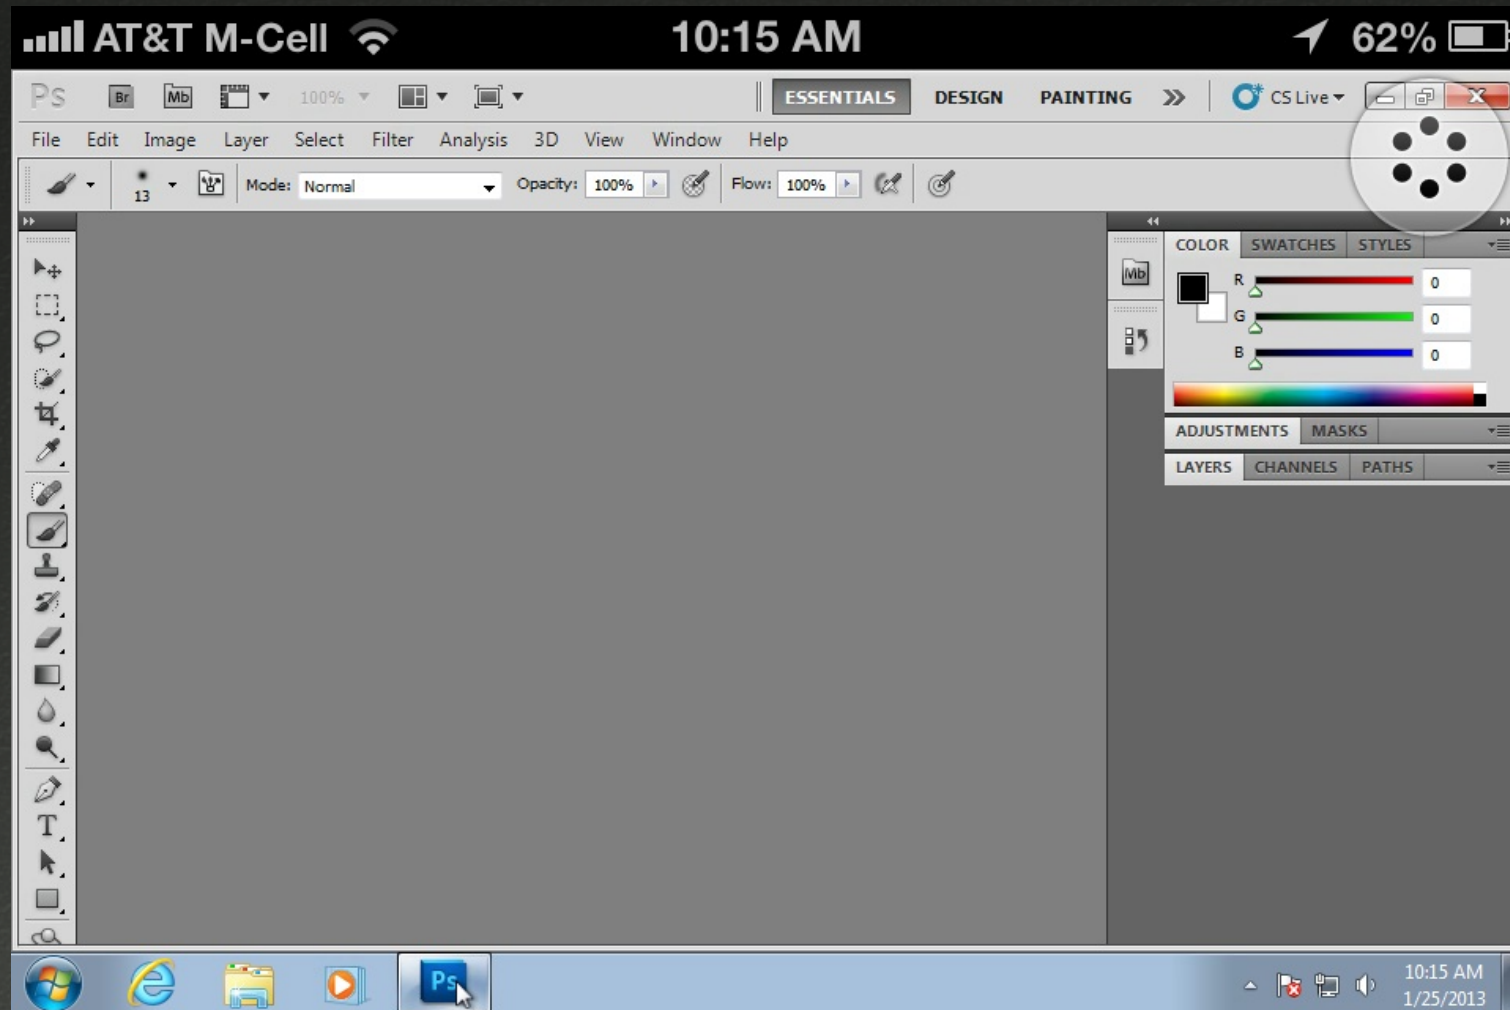 AT&T M-Cell 10:15 AM 62%
Ps Br Mb 100% ESSENTIALS DESIGN PAINTING CS Live
File Edit Image Layer Select Filter Analysis 3D View Window Help
13 Mode: Normal Opacity: 100% Flow: 100%
COLOR SWATCHES STYLES
Mb
R 0
G 0
B 0
ADJUSTMENTS MASKS
LAYERS CHANNELS PATHS
T
Ps
10:15 AM
1/25/2013